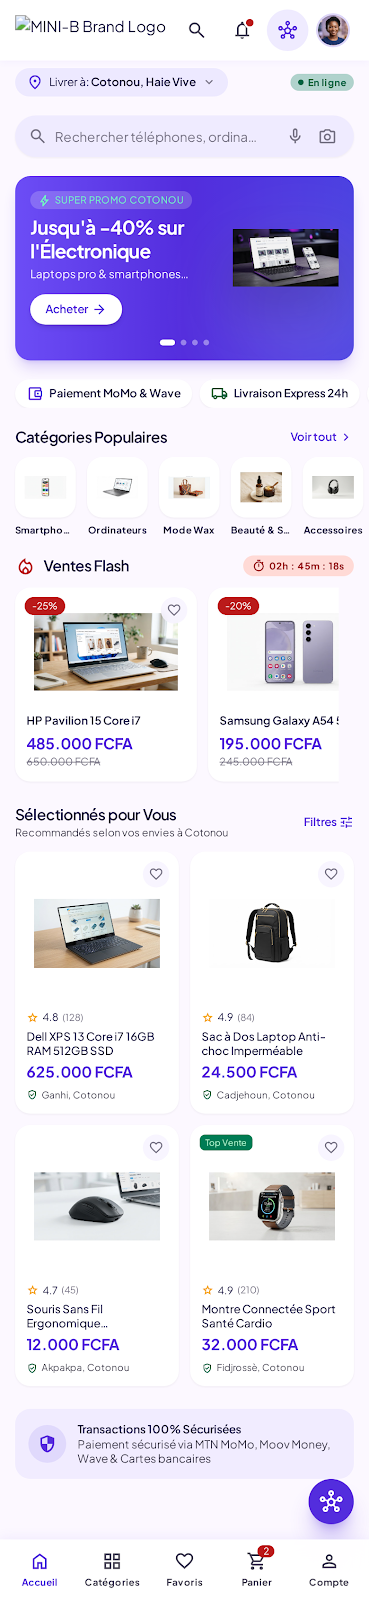 MINI-B Brand Logo
Livrer à: Cotonou, Haie Vive
En ligne
Rechercher téléphones, ordina...
SUPER PROMO COTONOU
Jusqu'à -40% sur
l'Électronique
Laptops pro & smartphones...
Acheter
Paiement MoMo & Wave
Livraison Express 24h
Catégories Populaires
Voir tout
Smartpho...
Ordinateurs
Mode Wax
Beauté & S...
Accessoires
Ventes Flash
02h : 45m : 18s
-25%
HP Pavilion 15 Core i7
485.000 FCFA
650.000 FCFA
-20%
Samsung Galaxy A54 5
195.000 FCFA
245.000 FCFA
Sélectionnés pour Vous
Recommandés selon vos envies à Cotonou
Filtres
4.8 (128)
Dell XPS 13 Core i7 16GB
RAM 512GB SSD
625.000 FCFA
Ganhi, Cotonou
4.9 (84)
Sac à Dos Laptop Anti-
choc Imperméable
24.500 FCFA
Cadjehoun, Cotonou
4.7 (45)
Souris Sans Fil
Ergonomique...
12.000 FCFA
Akpakpa, Cotonou
Top Vente
4.9 (210)
Montre Connectée Sport
Santé Cardio
32.000 FCFA
Fidjrossè, Cotonou
Transactions 100% Sécurisées
Paiement sécurisé via MTN MoMo, Moov Money,
Wave & Cartes bancaires
Accueil
Catégories
Favoris
2
Panier
Compte